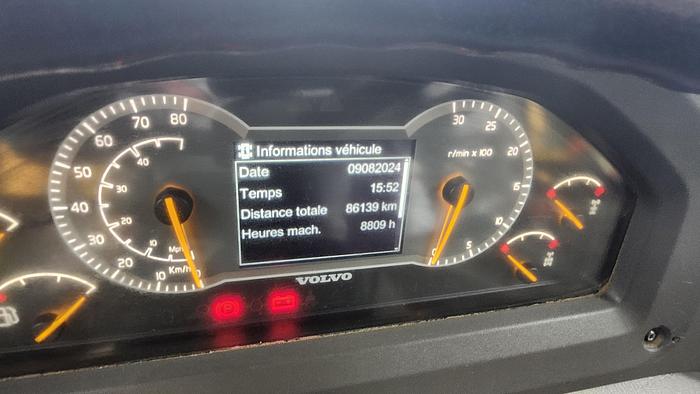 Informations véhicule
Date 09082024
Temps 15:52
Distance totale 86139 km
Heures mach. 8809 h
80
70
60
50
40
30
20
10
Km/h
40
30
20
10
30
25
20
15
10
5
0
r/min x 100
VOLVO
P